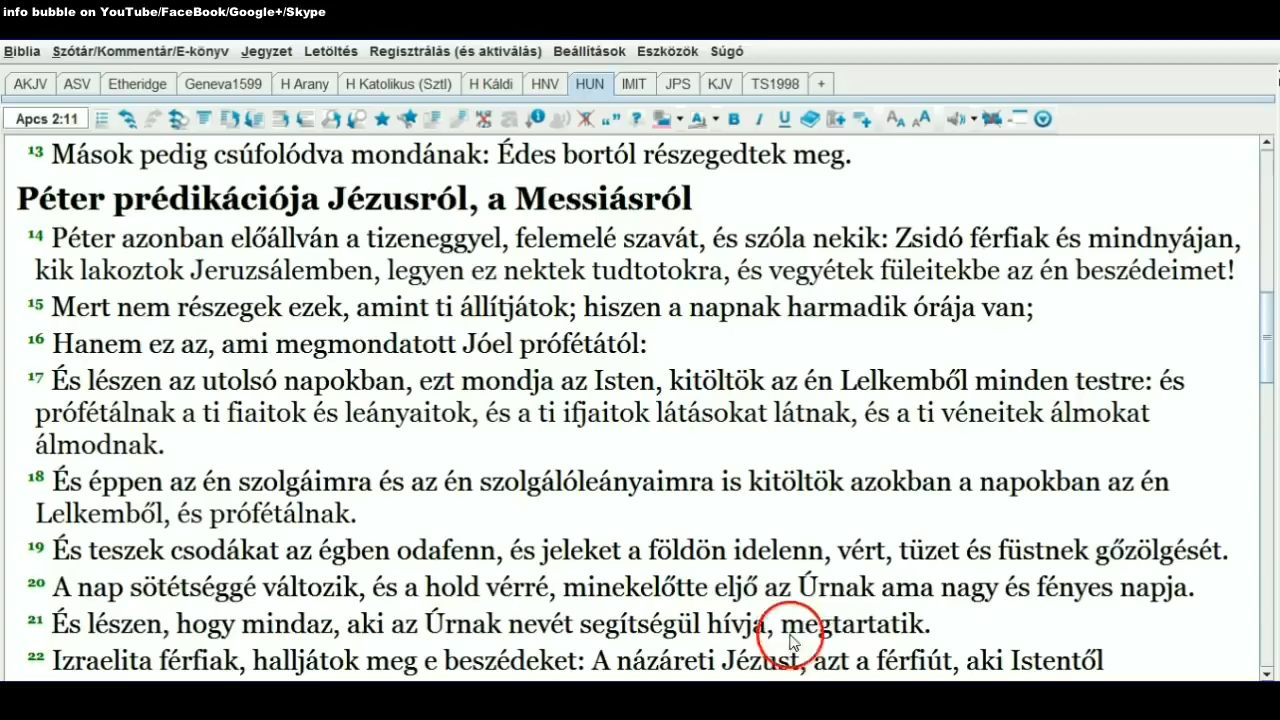 info bubble on YouTube/FaceBook/Google+/Skype
Biblia Szótár/Kommentár/E-könyv Jegyzet Letöltés Regisztrálás (és aktiválás) Beállítások Eszközök Súgó
AKJV ASV Etheridge Geneva1599 H Arany H Katolikus (Sztl) H Káldi HNV HUN IMIT JPS KJV TS1998 +
Apcs 2:11
13 Mások pedig csúfolódva mondának: Édes bortól részegedtek meg.
Péter prédikációja Jézusról, a Messiásról
14 Péter azonban előállván a tizeneggyel, felemelé szavát, és szóla nekik: Zsidó férfiak és mindnyájan,
kik lakoztok Jeruzsálemben, legyen ez nektek tudtotokra, és vegyétek füleitekbe az én beszédeimet!
15 Mert nem részegek ezek, amint ti állítjátok; hiszen a napnak harmadik órája van;
16 Hanem ez az, ami megmondatott Jóel prófétától:
17 És lészen az utolsó napokban, ezt mondja az Isten, kitöltök az én Lelkemből minden testre: és
prófétálnak a ti fiaitok és leányaitok, és a ti ifjaitok látásokat látnak, és a ti véneitek álmokat
álmodnak.
18 És éppen az én szolgáimra és az én szolgálóleányaimra is kitöltök azokban a napokban az én
Lelkemből, és prófétálnak.
19 És teszek csodákat az égben odafenn, és jeleket a földön idelenn, vért, tüzet és füstnek gőzölgését.
20 A nap sötétséggé változik, és a hold vérré, minekelőtte eljő az Úrnak ama nagy és fényes napja.
21 És lészen, hogy mindaz, aki az Úrnak nevét segítségül hívja, megtartatik.
22 Izraelita férfiak, halljátok meg e beszédeket: A názáreti Jézust, azt a férfiút, aki Istentől